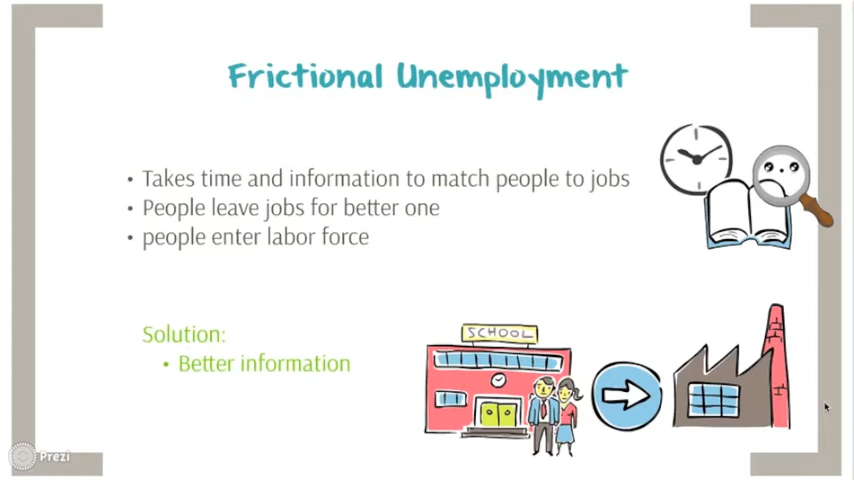 Frictional Unemployment
• Takes time and information to match people to jobs
• People leave jobs for better one
• people enter labor force
Solution:
• Better information
SCHOOL
Prezi